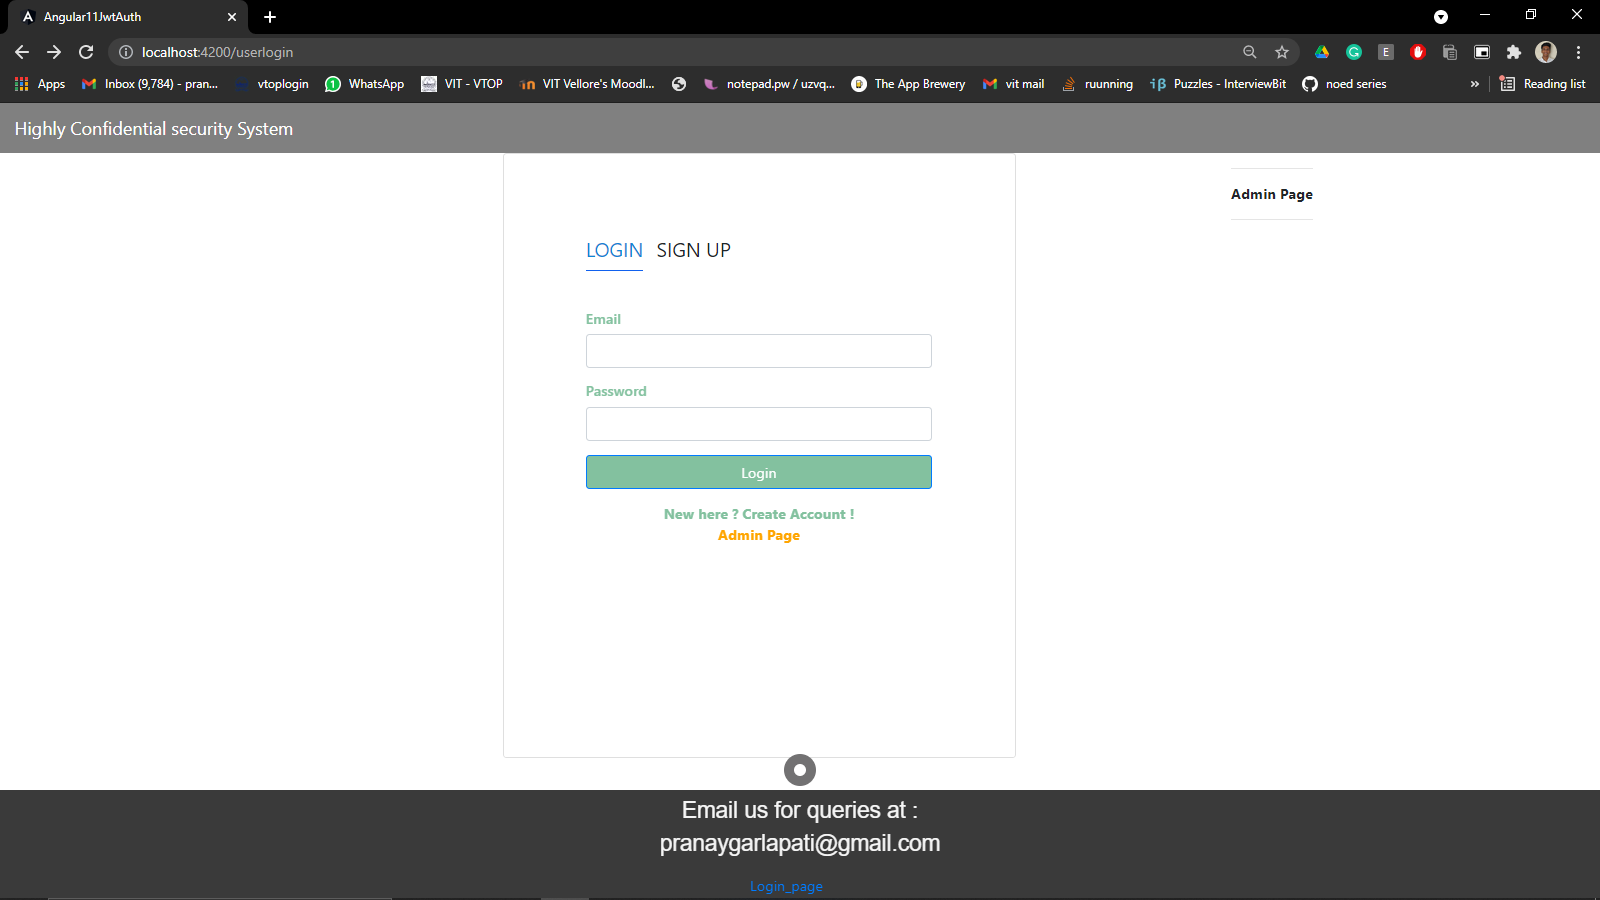 Angular11JwtAuth
localhost:4200/userlogin
Apps Inbox (9,784) - pran... vtoplogin WhatsApp VIT - VTOP VIT Vellore's Moodl... notepad.pw / uzvq... The App Brewery vit mail ruunning Puzzles - InterviewBit noed series » Reading list
Highly Confidential security System
Admin Page
LOGIN SIGN UP
Email
Password
Login
New here ? Create Account !
Admin Page
Email us for queries at :
pranaygarlapati@gmail.com
Login_page